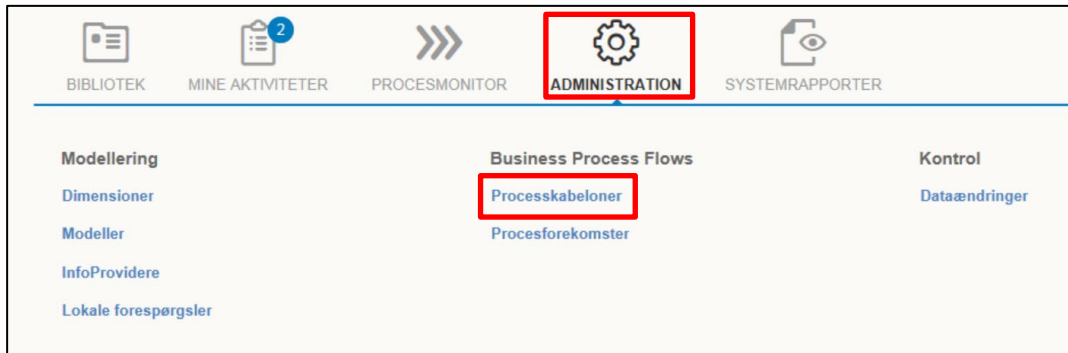 2
BIBLIOTEK MINE AKTIVITETER PROCESMONITOR ADMINISTRATION SYSTEMRAPPORTER
Modellering Business Process Flows Kontrol
Dimensioner Processkabeloner Dataændringer
Modeller Procesforekomster
InfoProvidere
Lokale forespørgsler